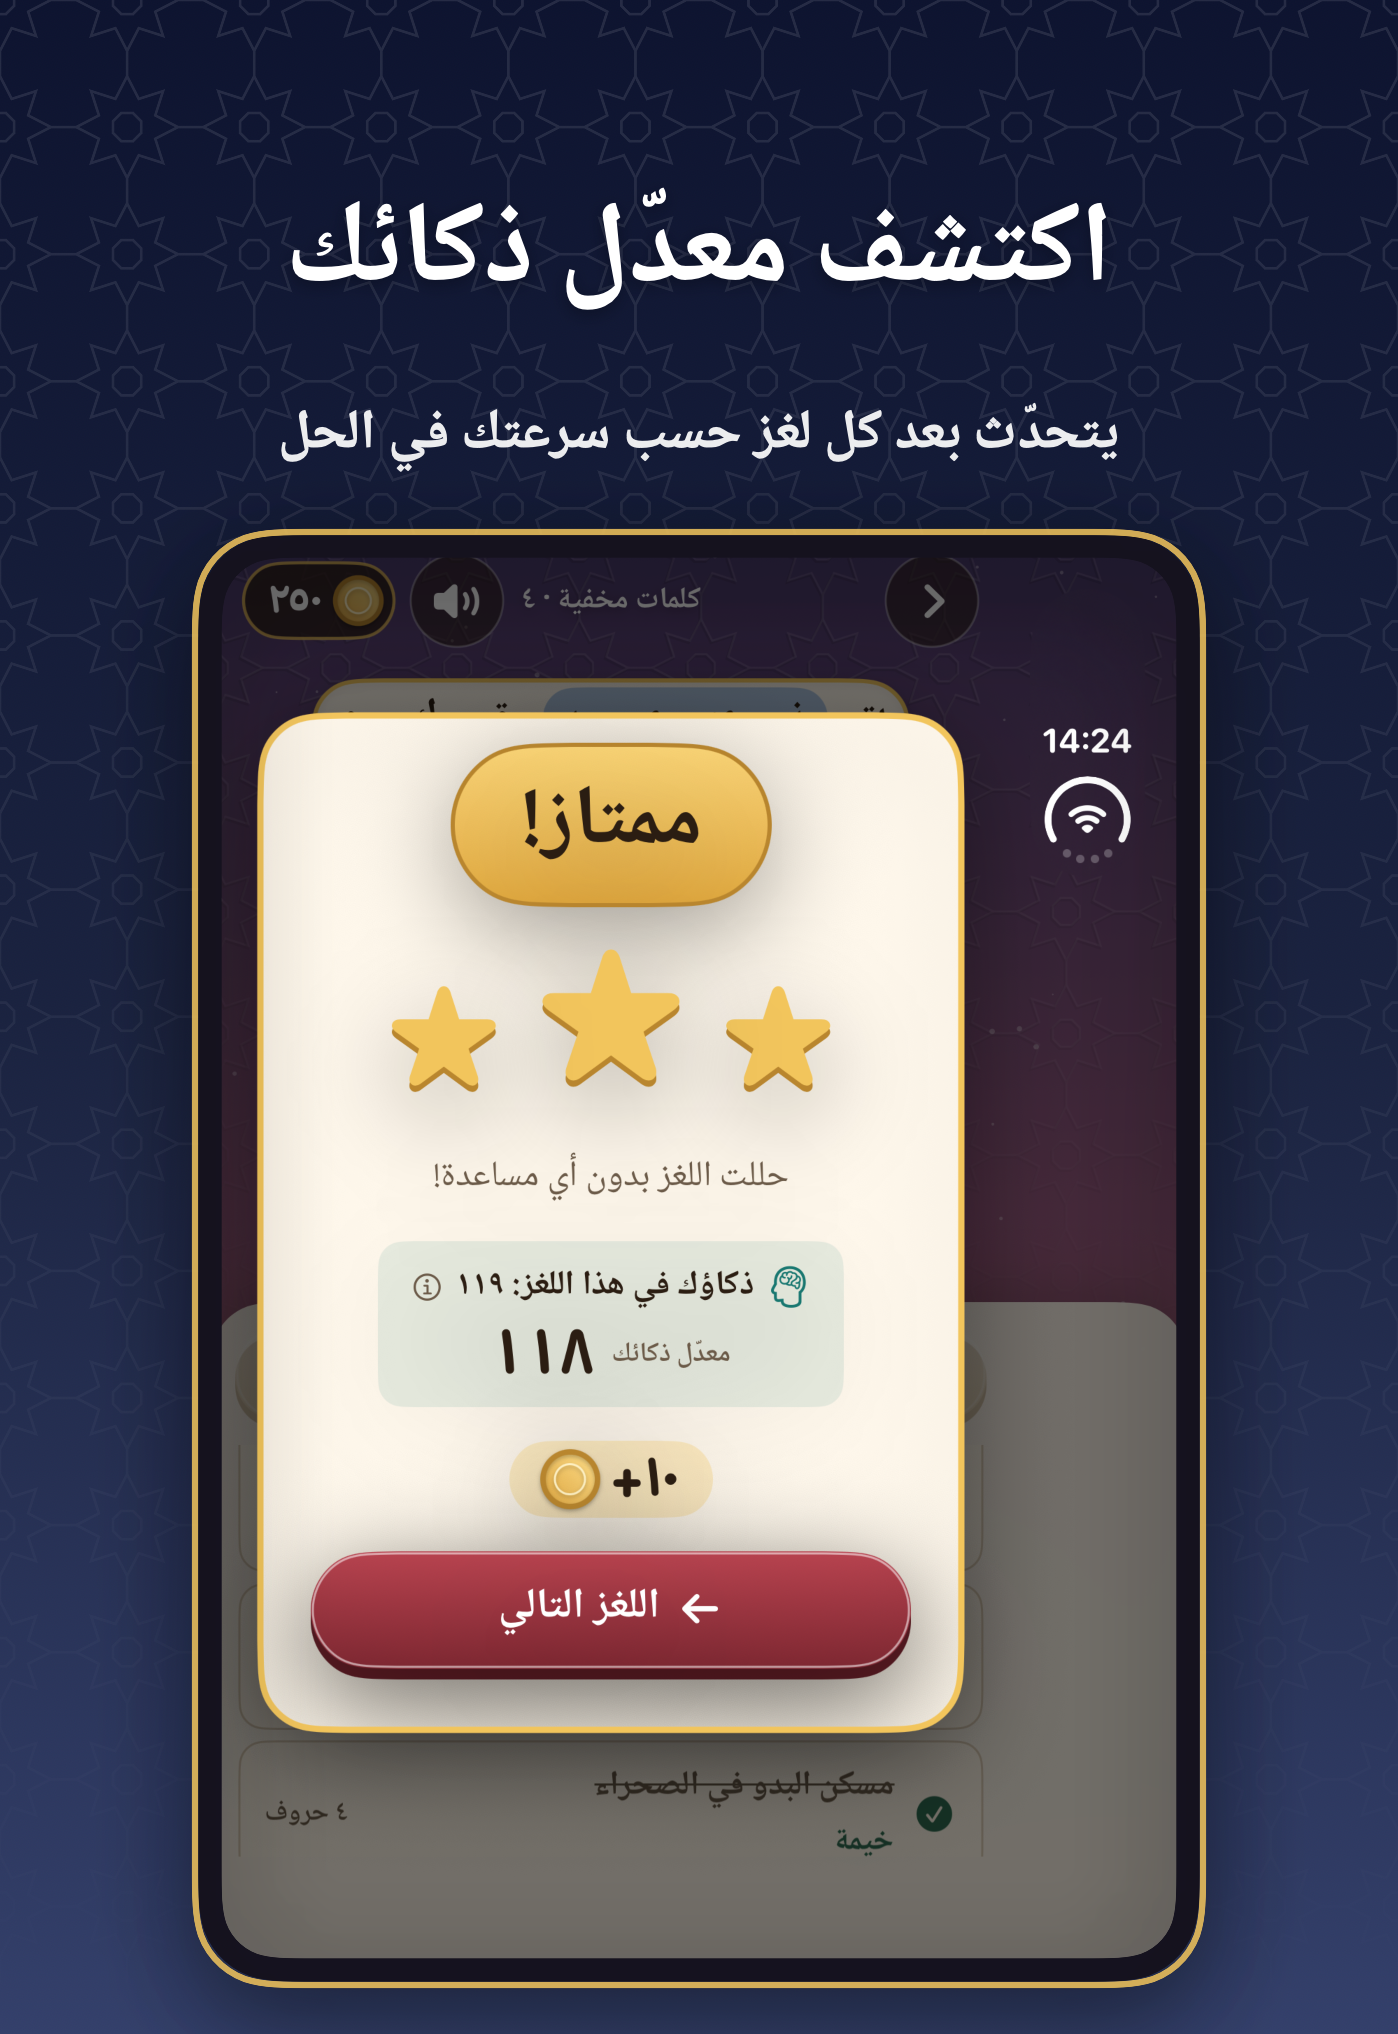 اكتشف معدّل ذكائك
يتحدّث بعد كل لغز حسب سرعتك في الحل
كلمات مخفية · ٤
٢٥٠
14:24
ممتاز!
حللت اللغز بدون أي مساعدة!
ذكاؤك في هذا اللغز: ١١٩
معدّل ذكائك ١١٨
+١٠
اللغز التالي
مسكن البدو في الصحراء
٤ حروف
خيمة